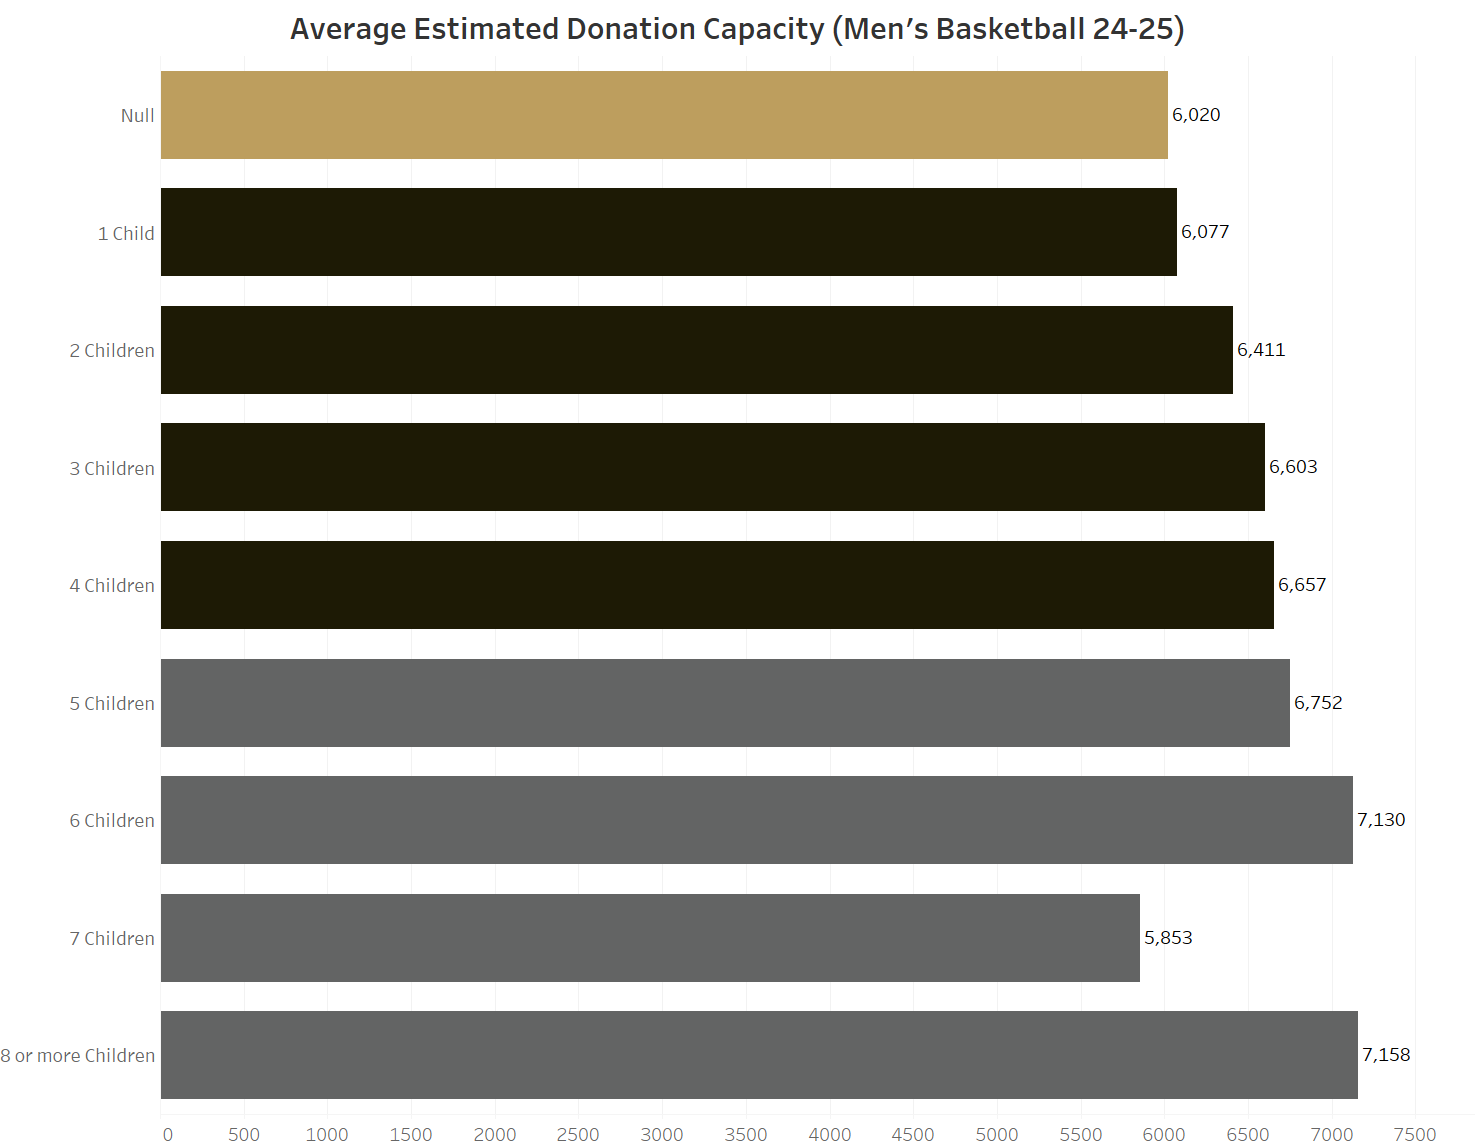 Average Estimated Donation Capacity (Men’s Basketball 24-25)
Null 6,020
1 Child 6,077
2 Children 6,411
3 Children 6,603
4 Children 6,657
5 Children 6,752
6 Children 7,130
7 Children 5,853
8 or more Children 7,158
0 500 1000 1500 2000 2500 3000 3500 4000 4500 5000 5500 6000 6500 7000 7500